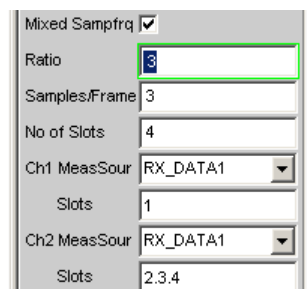 Mixed Sampfrq
Ratio 3
Samples/Frame 3
No of Slots 4
Ch1 MeasSour RX_DATA1
Slots 1
Ch2 MeasSour RX_DATA1
Slots 2.3.4